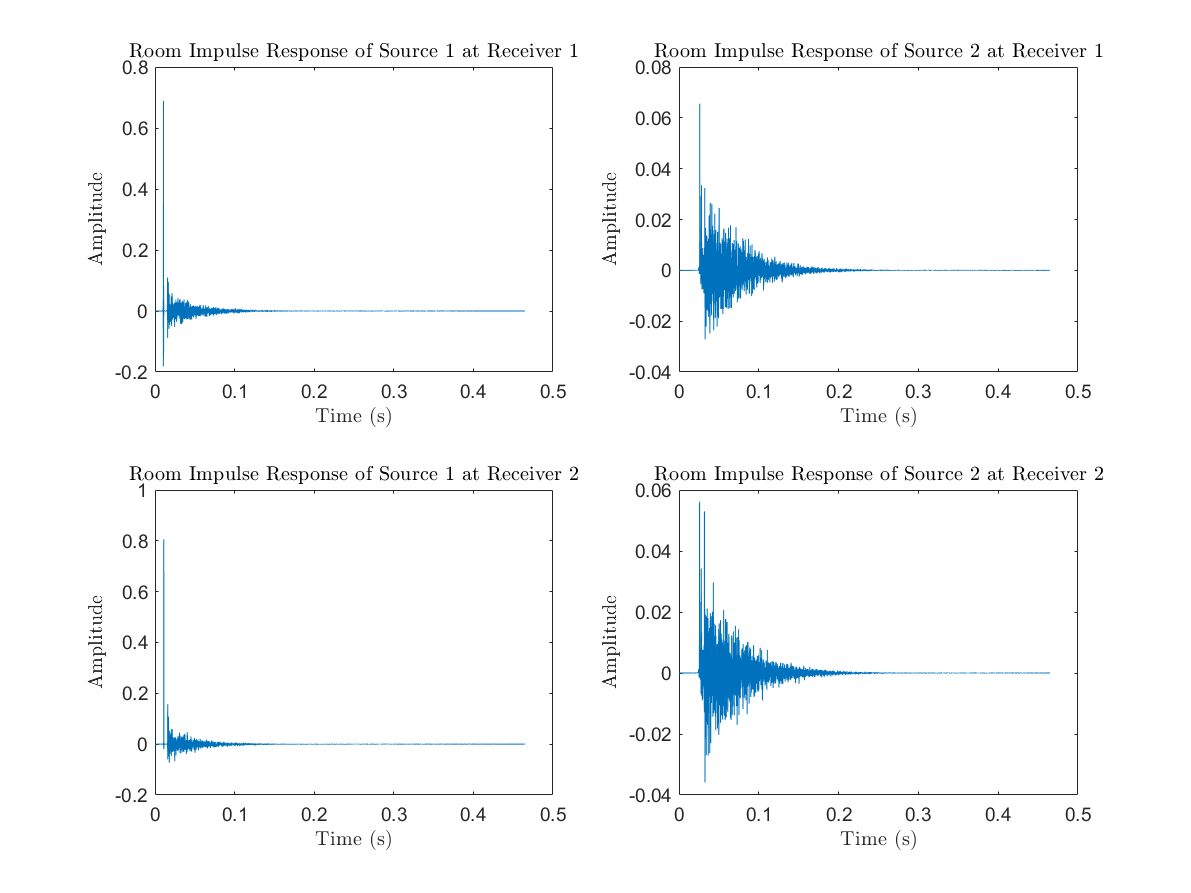 Room Impulse Response of Source 1 at Receiver 1
0.8
0.6
0.4
0.2
0
-0.2
Amplitude
0 0.1 0.2 0.3 0.4 0.5
Time (s)
Room Impulse Response of Source 2 at Receiver 1
0.08
0.06
0.04
0.02
0
-0.02
-0.04
Amplitude
0 0.1 0.2 0.3 0.4 0.5
Time (s)
Room Impulse Response of Source 1 at Receiver 2
1
0.8
0.6
0.4
0.2
0
-0.2
Amplitude
0 0.1 0.2 0.3 0.4 0.5
Time (s)
Room Impulse Response of Source 2 at Receiver 2
0.06
0.04
0.02
0
-0.02
-0.04
Amplitude
0 0.1 0.2 0.3 0.4 0.5
Time (s)